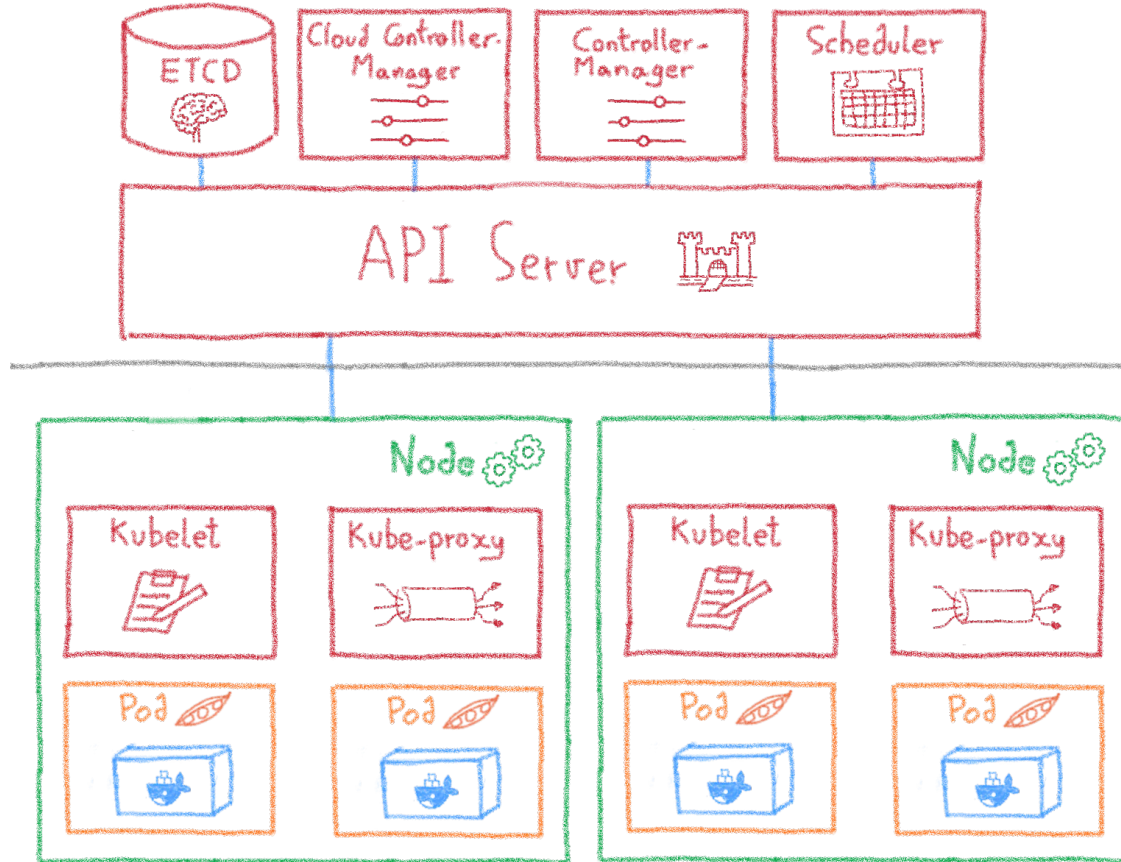 ETCD
Cloud Controller-
Manager
Controller-
Manager
Scheduler
API Server
Node
Kubelet
Kube-proxy
Pod
Pod
Node
Kubelet
Kube-proxy
Pod
Pod